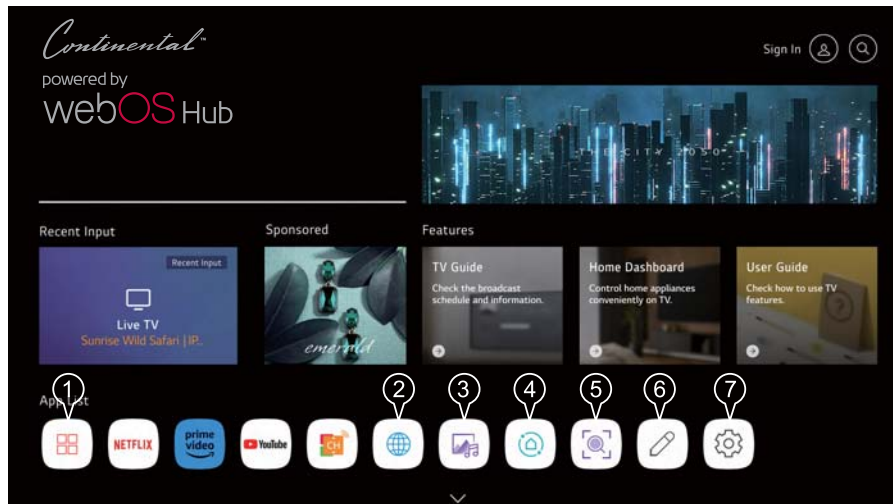 Continental™
Sign In
powered by
webOS Hub
THE CITY 2050
Recent Input
Sponsored
Features
Recent Input
Live TV
Sunrise Wild Safari | IP..
emerald
TV Guide
Check the broadcast
schedule and information.
Home Dashboard
Control home appliances
conveniently on TV.
User Guide
Check how to use TV
features.
App List
1
2
3
4
5
6
7
NETFLIX
prime
video
YouTube
CH